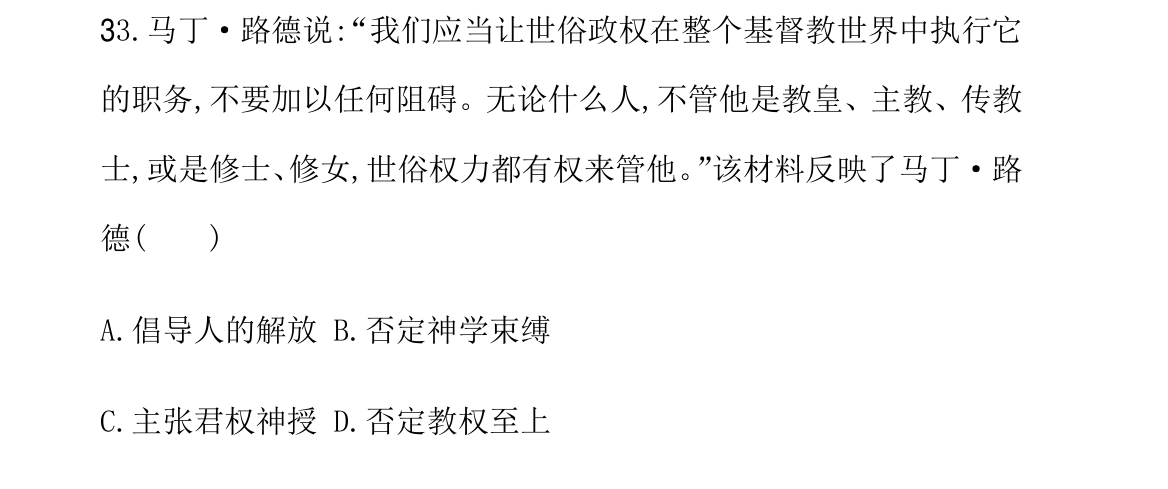 33.马丁·路德说:“我们应当让世俗政权在整个基督教世界中执行它
的职务,不要加以任何阻碍。无论什么人,不管他是教皇、主教、传教
士,或是修士、修女,世俗权力都有权来管他。”该材料反映了马丁·路
德(  )
A.倡导人的解放 B.否定神学束缚
C.主张君权神授 D.否定教权至上